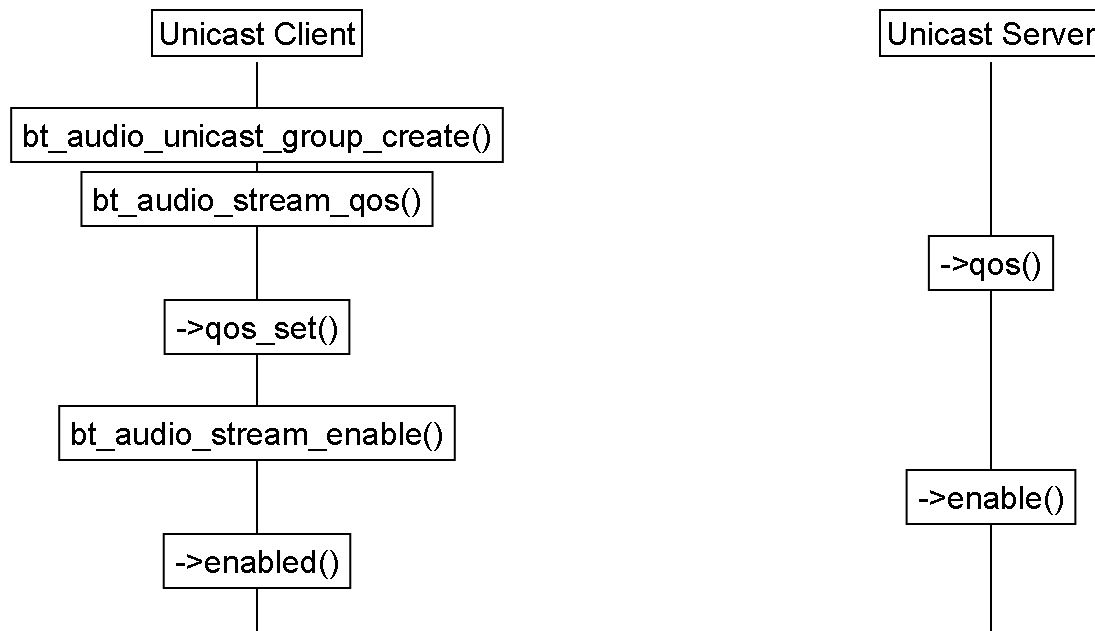 Unicast Client
Unicast Server
bt_audio_unicast_group_create()
bt_audio_stream_qos()
->qos()
->qos_set()
bt_audio_stream_enable()
->enable()
->enabled()